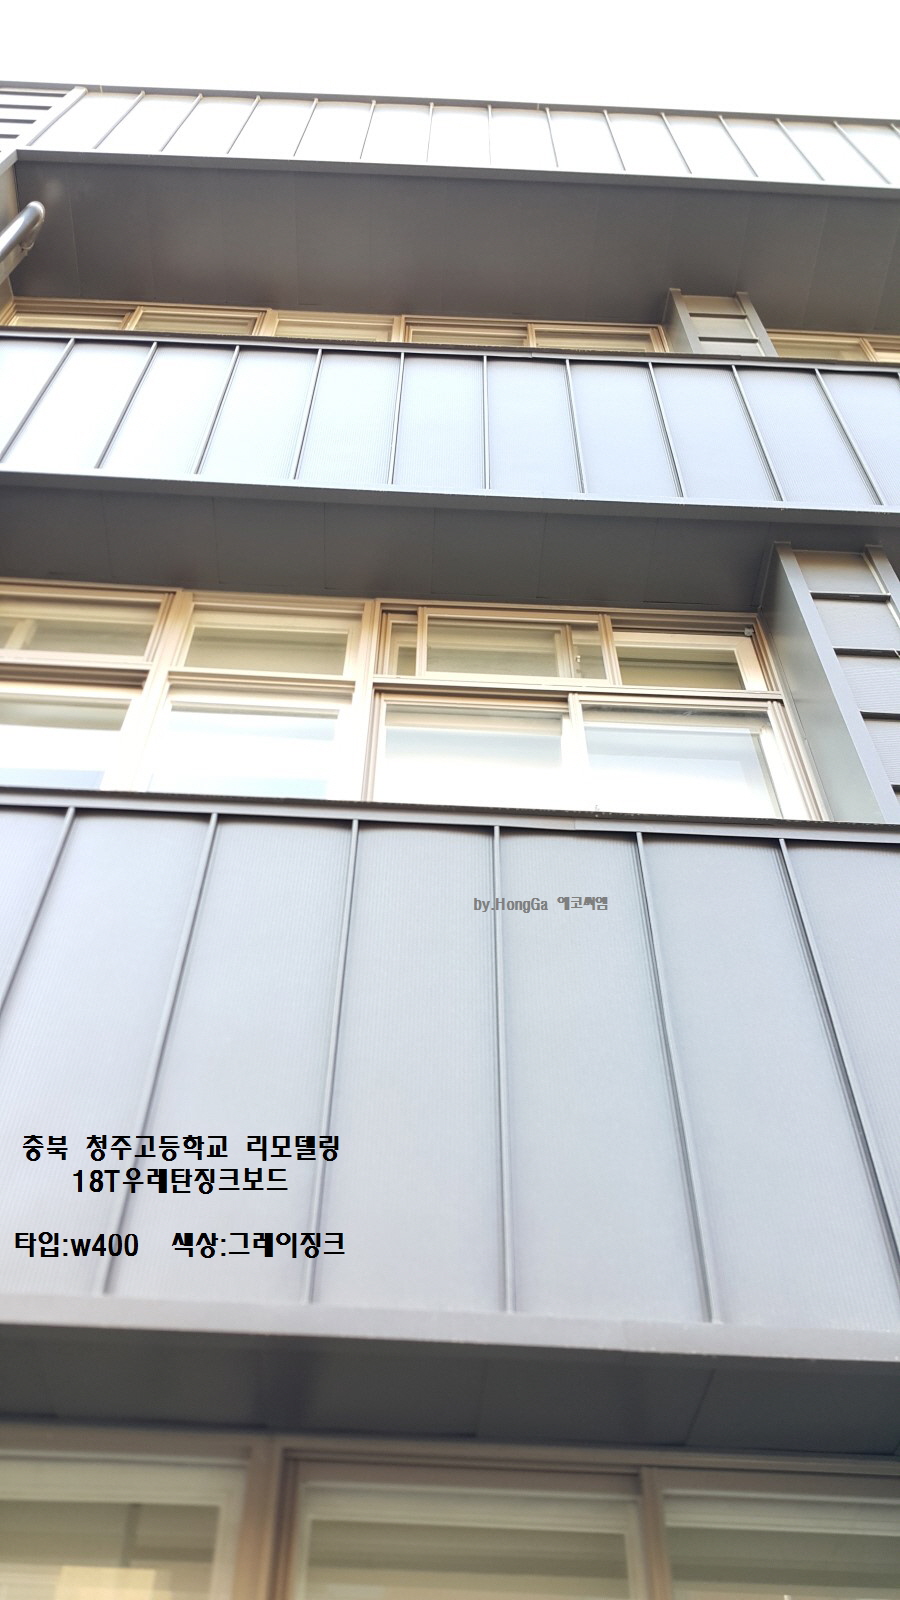 by.HongGa 에코씨엠
충북 청주고등학교 리모델링
18T우레탄징크보드
타입:w400 색상:그레이징크